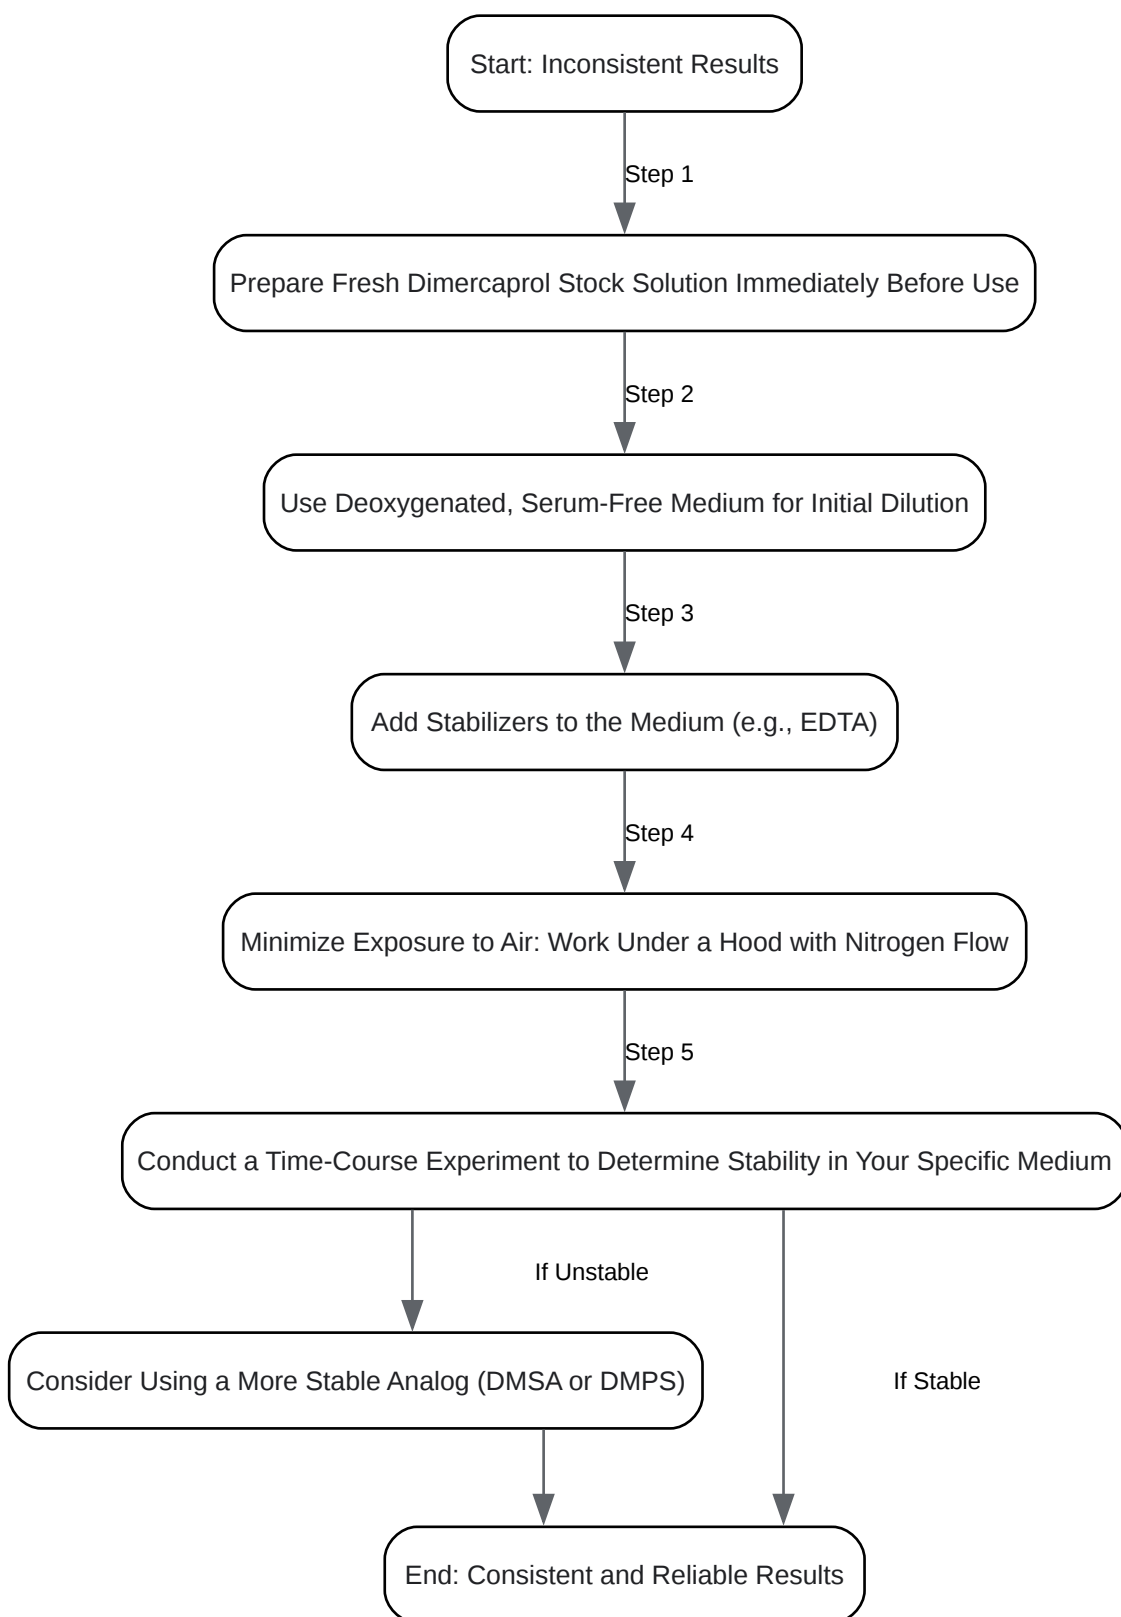 Start: Inconsistent Results
Step 1
Prepare Fresh Dimercaprol Stock Solution Immediately Before Use
Step 2
Use Deoxygenated, Serum-Free Medium for Initial Dilution
Step 3
Add Stabilizers to the Medium (e.g., EDTA)
Step 4
Minimize Exposure to Air: Work Under a Hood with Nitrogen Flow
Step 5
Conduct a Time-Course Experiment to Determine Stability in Your Specific Medium
If Unstable
Consider Using a More Stable Analog (DMSA or DMPS)
If Stable
End: Consistent and Reliable Results